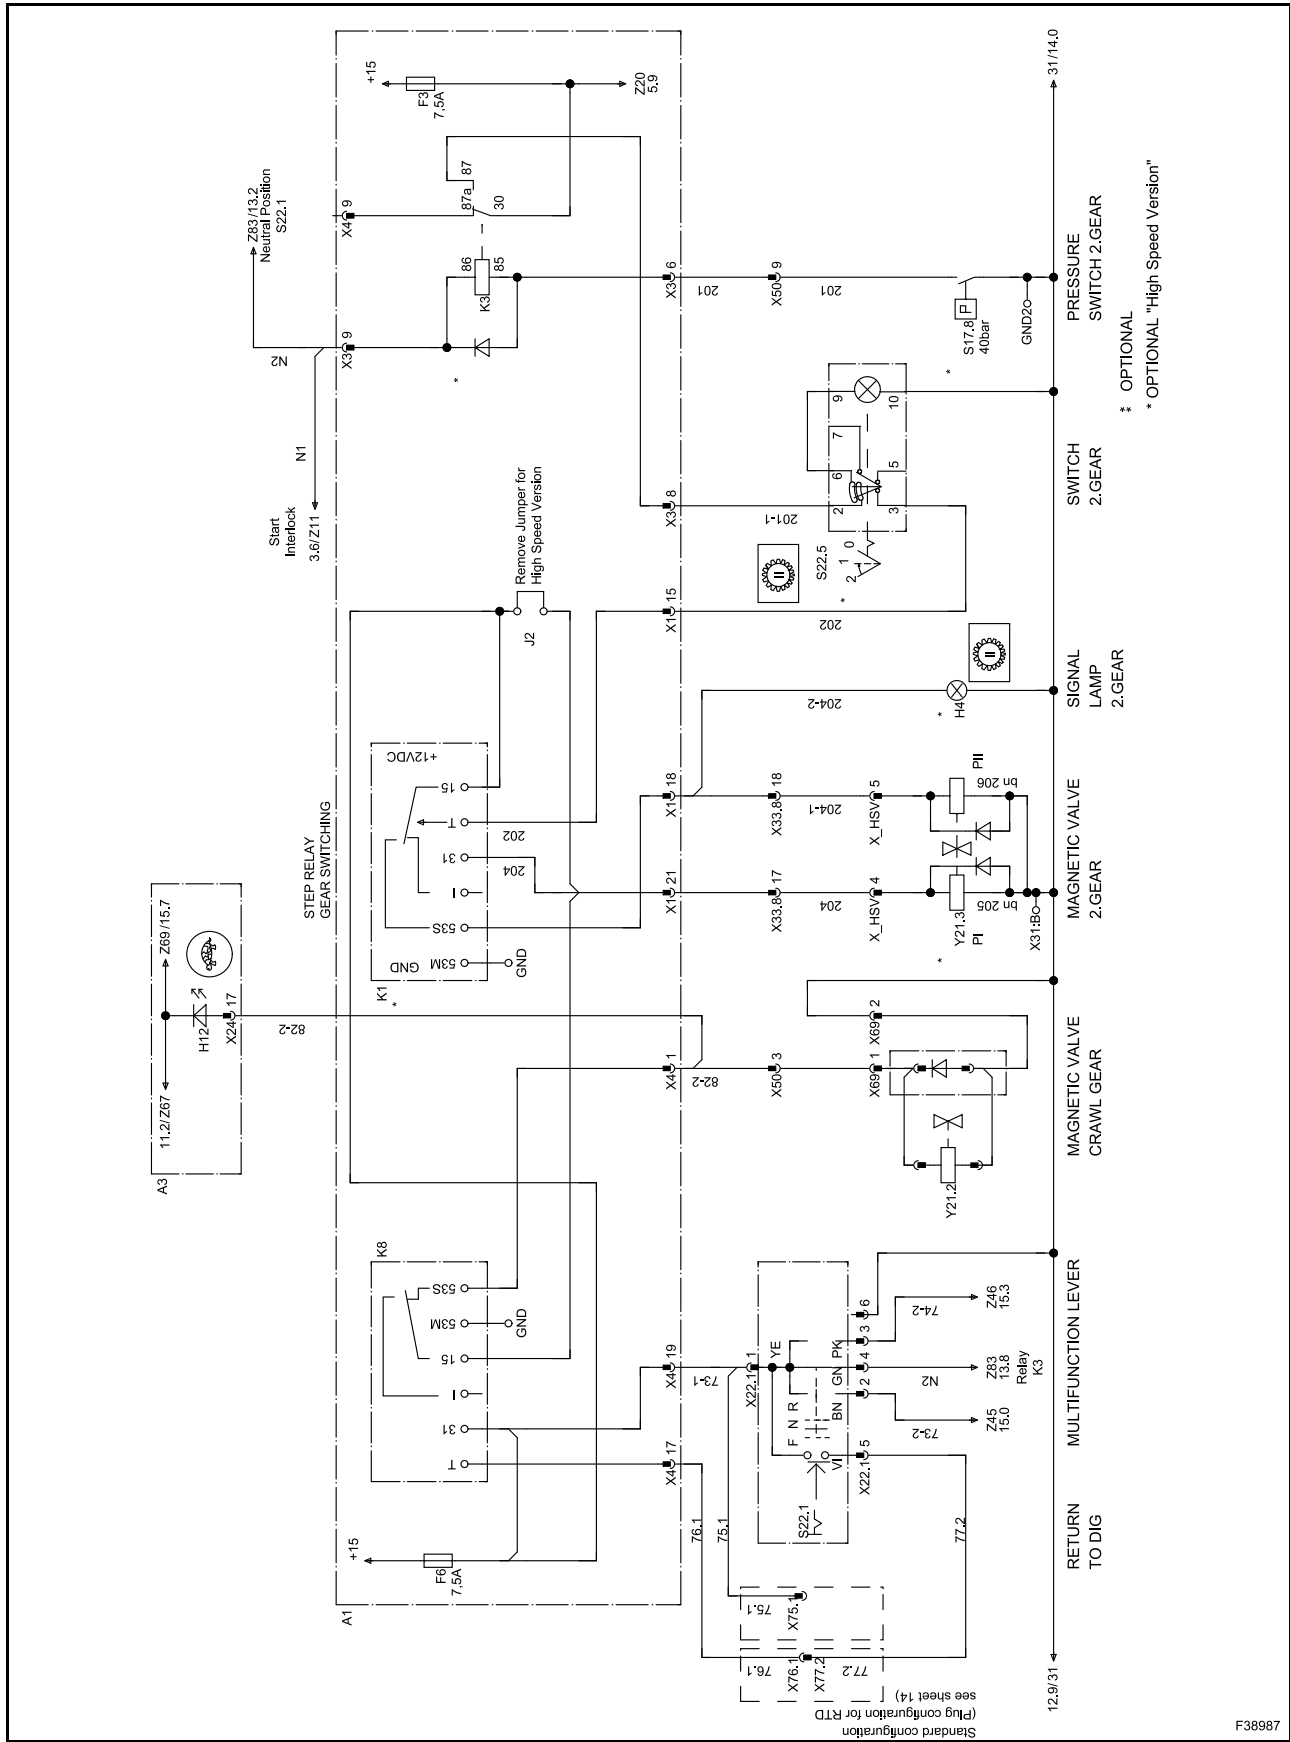 +15
F3
7,5A
Z20
5.9
31/14.0
Z83/13.2
Neutral Position
S22.1
X4 9
87a
87
30
86
85
K3
N2
X3 9
*
X3 6
201
X50 9
201
P
S17.8
40bar
*
GND2
PRESSURE
SWITCH 2.GEAR
** OPTIONAL
* OPTIONAL "High Speed Version"
N1
Start
Interlock
3.6/Z11
X3 8
201-1
9
10
7
6
5
2
3
SWITCH
2.GEAR
S22.5
2 1 0
*
II
Remove Jumper for
High Speed Version
J2
X1 15
202
II
204-2
H4
*
SIGNAL
LAMP
2.GEAR
STEP RELAY
GEAR SWITCHING
+12VDC
15
T
31
I
53S
53M
GND
GND
202
204
K1
*
X1 18
X1 21
X33.8 18
X33.8 17
204-1
204
X_HSV 5
X_HSV 4
PII
bn 206
Y21.3
PI
bn 205
*
X31:B
MAGNETIC VALVE
2.GEAR
Z69/15.7
11.2/Z67
H12
X24 17
A3
82-2
X4 1
82-2
X50 3
X69 1
X69 2
Y21.2
MAGNETIC VALVE
CRAWL GEAR
K8
53S
53M
15
I
31
T
GND
+15
F6
7,5A
A1
X4 19
X4 17
73-1
X22.1 1
YE
F N R
BN
GN
PK
VI
S22.1
2
4
3
6
X22.1 5
74-2
Z46
15.3
N2
Z83
13.8
Relay
K3
73-2
Z45
15.0
MULTIFUNCTION LEVER
76.1
75.1
77.2
75.1
X75.1
76.1
X76.1
X77.2
77.2
Standard configuration
(Plug configuration for RTD
see sheet 14)
RETURN
TO DIG
12.9/31
F38987